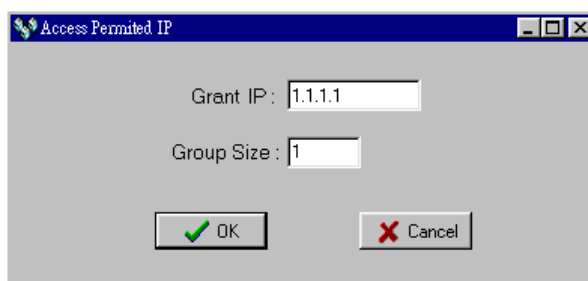 Access Permited IP
Grant IP : 1.1.1.1
Group Size : 1
OK Cancel